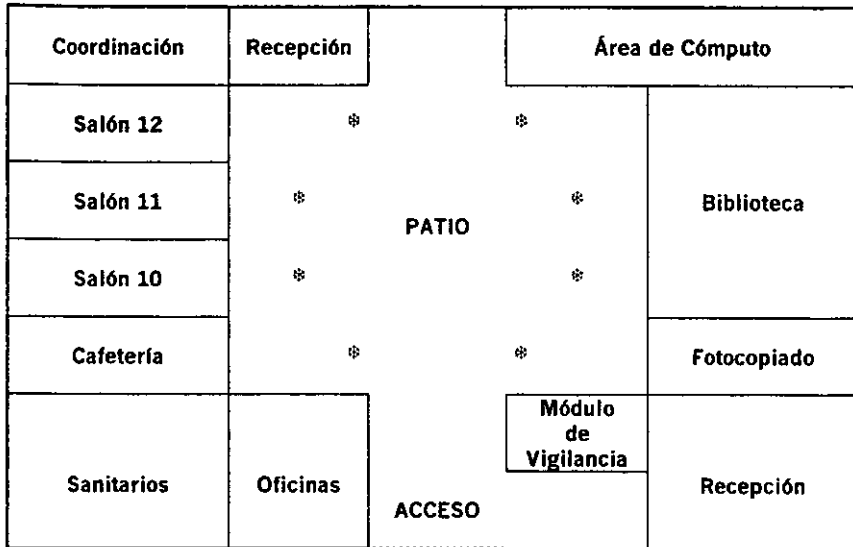 Coordinación
Recepción
Área de Cómputo
Salón 12
Salón 11
Biblioteca
PATIO
Salón 10
Cafetería
Fotocopiado
Módulo
de
Vigilancia
Sanitarios
Oficinas
Recepción
ACCESO